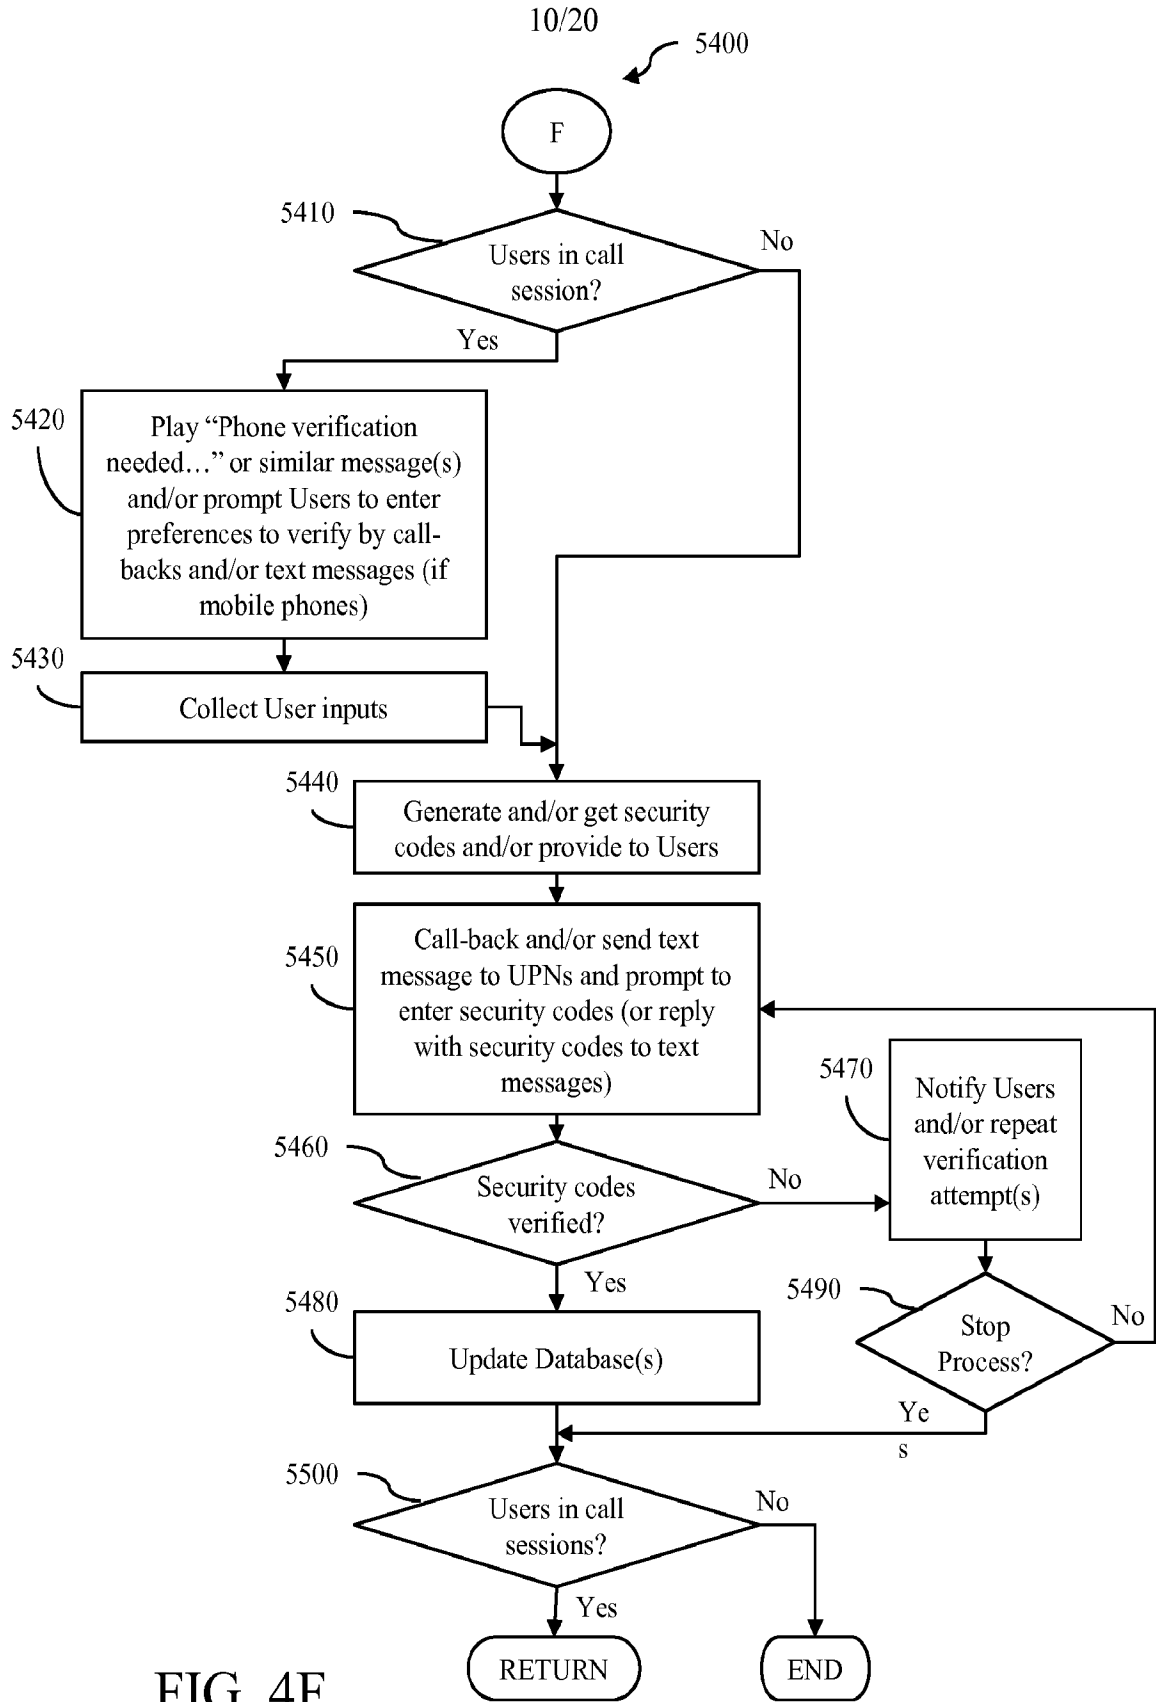 10/20
5400
F
5410
Users in call
session?
No
Yes
5420
Play “Phone verification
needed...” or similar message(s)
and/or prompt Users to enter
preferences to verify by call-
backs and/or text messages (if
mobile phones)
5430
Collect User inputs
5440
Generate and/or get security
codes and/or provide to Users
5450
Call-back and/or send text
message to UPNs and prompt to
enter security codes (or reply
with security codes to text
messages)
5460
Security codes
verified?
No
5470
Notify Users
and/or repeat
verification
attempt(s)
Yes
5480
Update Database(s)
5490
Stop
Process?
No
Ye
s
5500
Users in call
sessions?
No
Yes
RETURN
END
FIG. 4F